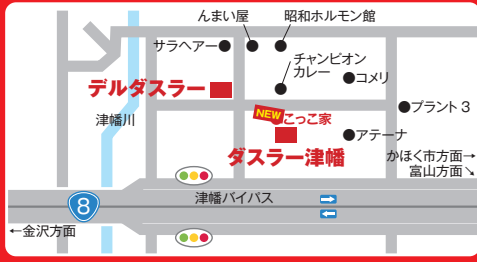 んまい屋
昭和ホルモン館
サラヘアー
チャンピオン
カレー
コメリ
デルダスラー
プラント3
NEW
こっこ家
津幡川
アテーナ
ダスラー津幡
かほく市方面→
富山方面↘
津幡バイパス
8
←金沢方面